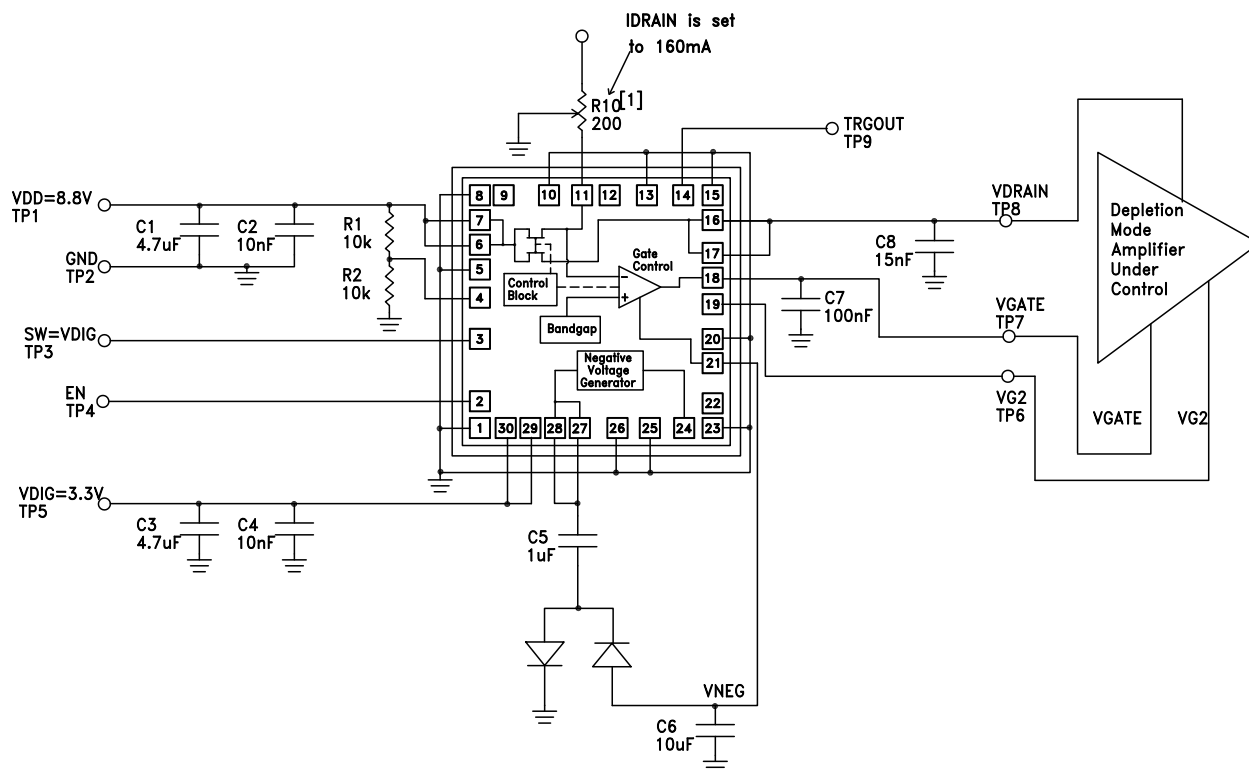 IDRAIN is set
to 160mA
R10[1]
200
TRGOUT
TP9
VDD=8.8V
TP1
C1
4.7uF
C2
10nF
R1
10k
GND
TP2
R2
10k
SW=VDIG
TP3
EN
TP4
VDIG=3.3V
TP5
C3
4.7uF
C4
10nF
8
9
10
11
12
13
14
15
7
6
5
4
3
2
1
30
29
28
27
26
25
24
23
22
21
20
19
18
17
16
Gate
Control
Control
Block
Bandgap
Negative
Voltage
Generator
−
+
VDRAIN
TP8
C8
15nF
C7
100nF
VGATE
TP7
VG2
TP6
Depletion
Mode
Amplifier
Under
Control
VGATE
VG2
C5
1uF
VNEG
C6
10uF